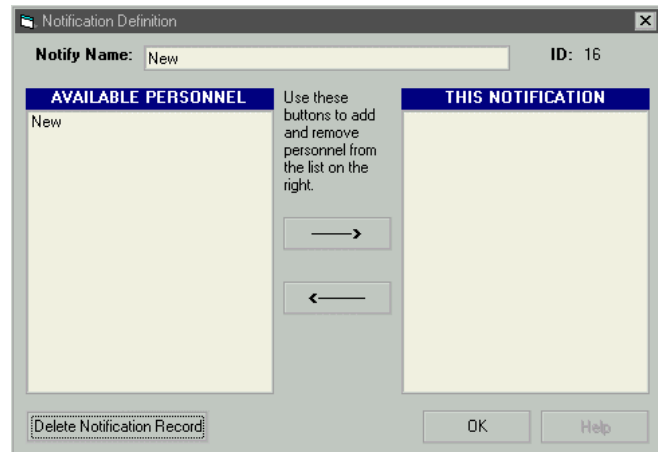 Notification Definition
Notify Name: New ID: 16
AVAILABLE PERSONNEL
New
Use these
buttons to add
and remove
personnel from
the list on the
right.
THIS NOTIFICATION
Delete Notification Record
OK
Help